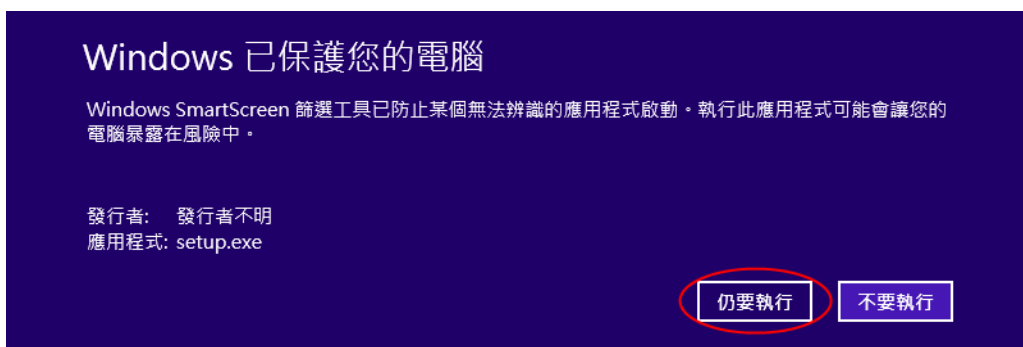 Windows 已保護您的電腦
Windows SmartScreen 篩選工具已防止某個無法辨識的應用程式啟動。執行此應用程式可能會讓您的
電腦暴露在風險中。
發行者: 發行者不明
應用程式: setup.exe
仍要執行 不要執行